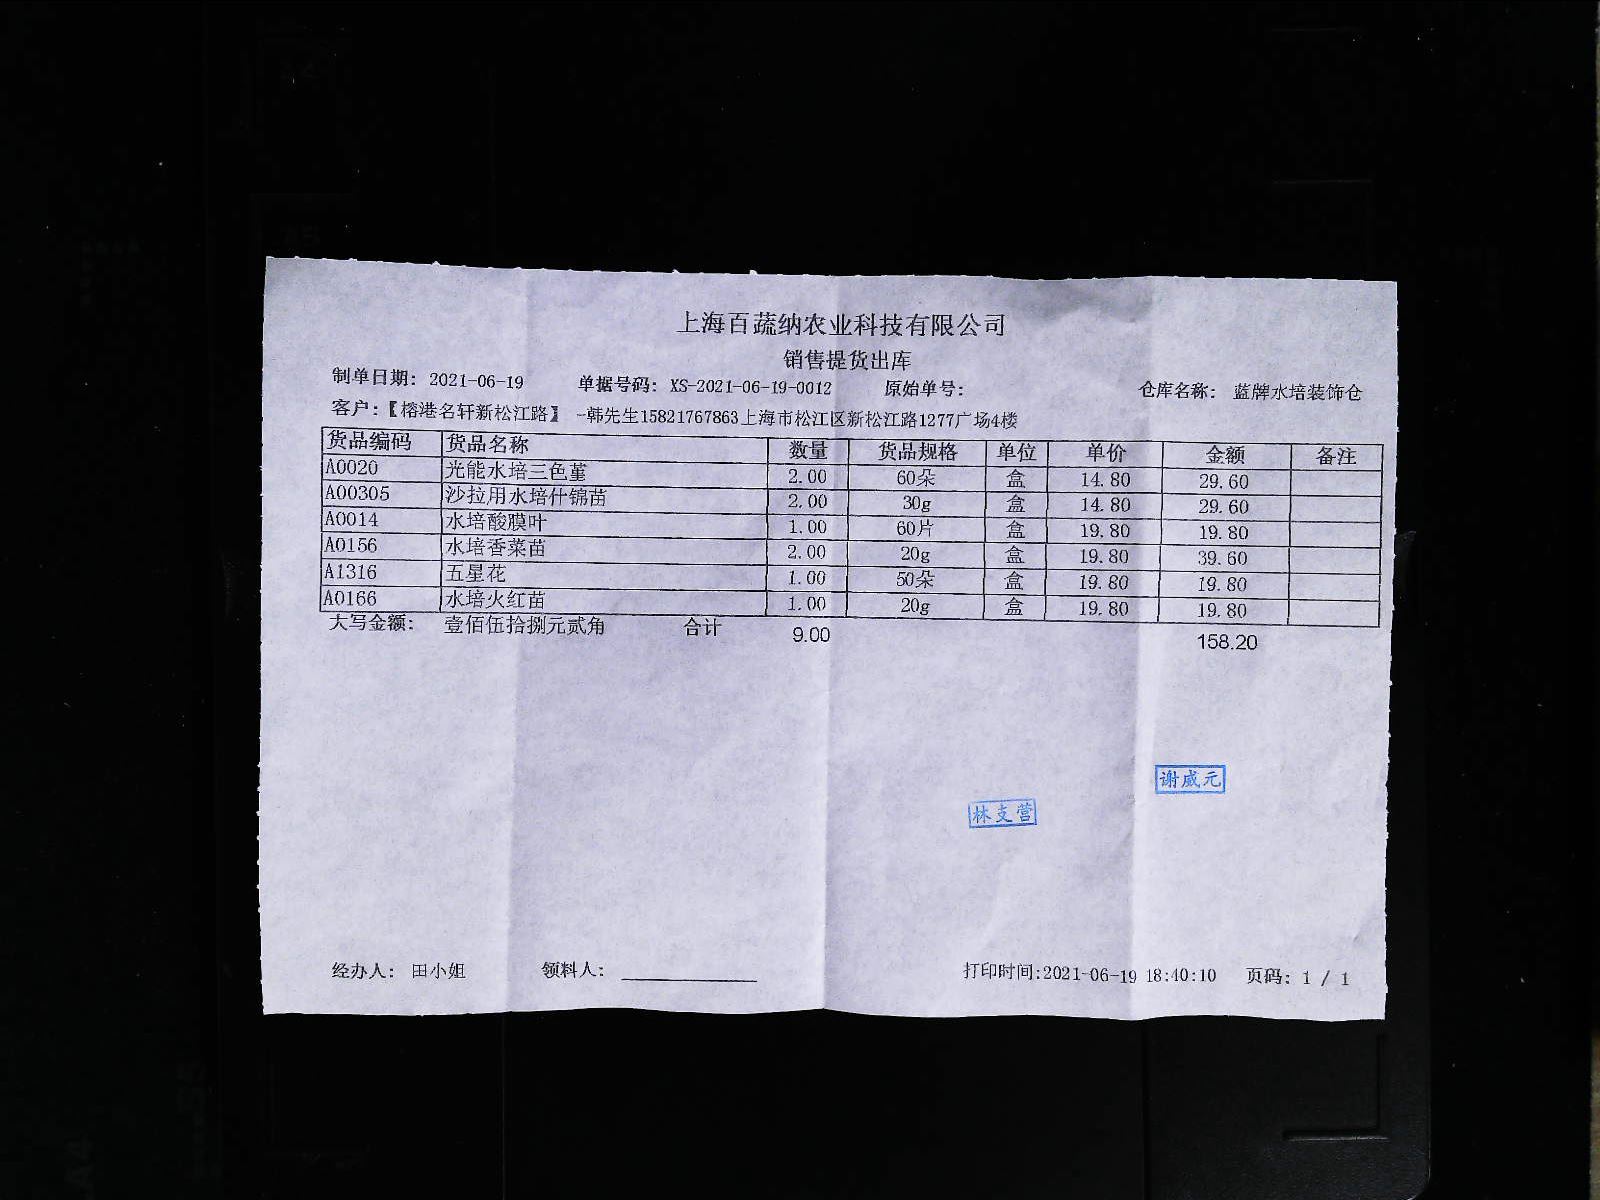 上海百蔬纳农业科技有限公司
销售提货出库
制单日期: 2021-06-19 单据号码: XS-2021-06-19-0012 原始单号: 仓库名称: 蓝牌水培装饰仓
客户:【榕港名轩新松江路】 -韩先生15821767863上海市松江区新松江路1277广场4楼
货品编码 货品名称 数量 货品规格 单位 单价 金额 备注
A0020 光能水培三色堇 2.00 60朵 盒 14.80 29.60
A00305 沙拉用水培什锦苗 2.00 30g 盒 14.80 29.60
A0014 水培酸膜叶 1.00 60片 盒 19.80 19.80
A0156 水培香菜苗 2.00 20g 盒 19.80 39.60
A1316 五星花 1.00 50朵 盒 19.80 19.80
A0166 水培火红苗 1.00 20g 盒 19.80 19.80
大写金额: 壹佰伍拾捌元贰角 合计 9.00 158.20
谢威元
林支营
经办人: 田小姐 领料人: 打印时间:2021-06-19 18:40:10 页码: 1 / 1